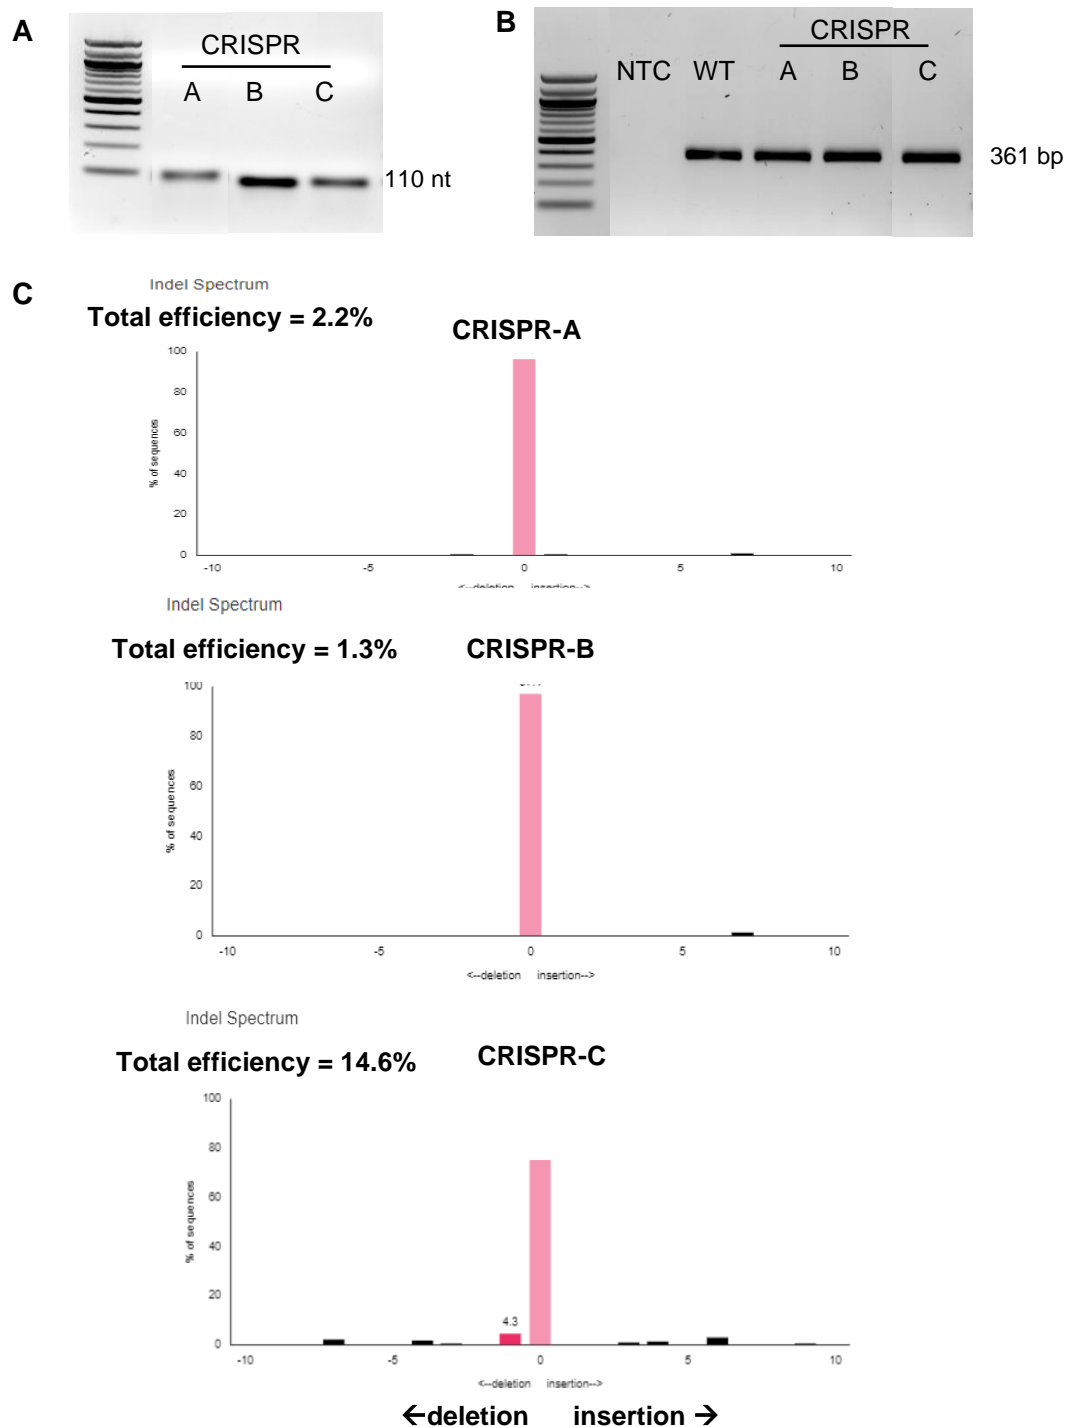 A
CRISPR
A B C
110 nt
B
CRISPR
NTC WT A B C
361 bp
C
Indel Spectrum
Total efficiency = 2.2%
CRISPR-A
100
80
60
40
20
0
% of sequences
-10 -5 0 5 10
<--deletion insertion-->
Indel Spectrum
Total efficiency = 1.3%
CRISPR-B
100
80
60
40
20
0
% of sequences
-10 -5 0 5 10
<--deletion insertion-->
Indel Spectrum
Total efficiency = 14.6%
CRISPR-C
100
80
60
40
20
0
% of sequences
4.3
-10 -5 0 5 10
<--deletion insertion-->
←deletion insertion →